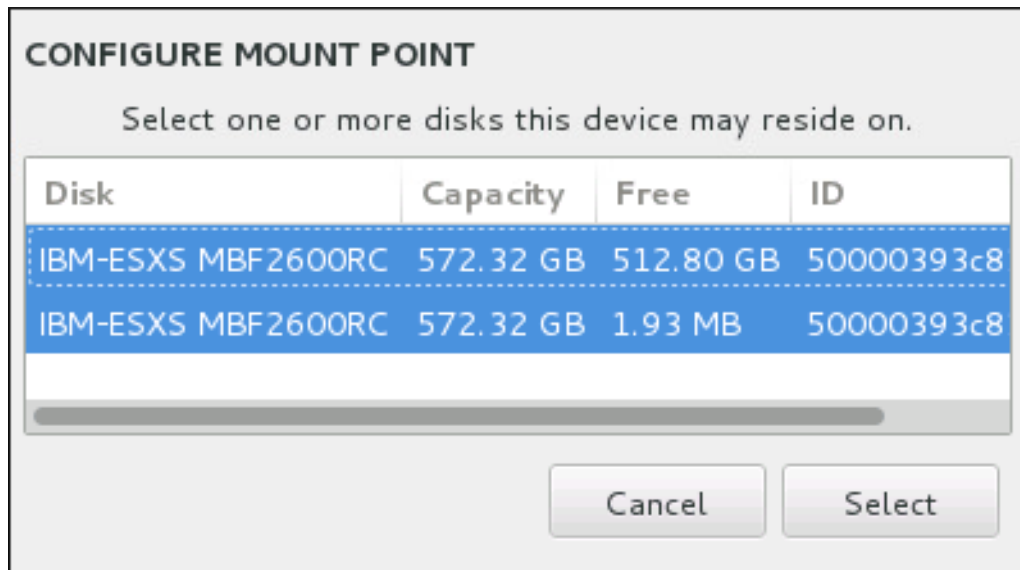 CONFIGURE MOUNT POINT
Select one or more disks this device may reside on.
Disk Capacity Free ID
IBM-ESXS MBF2600RC 572.32 GB 512.80 GB 50000393c8
IBM-ESXS MBF2600RC 572.32 GB 1.93 MB 50000393c8
Cancel Select